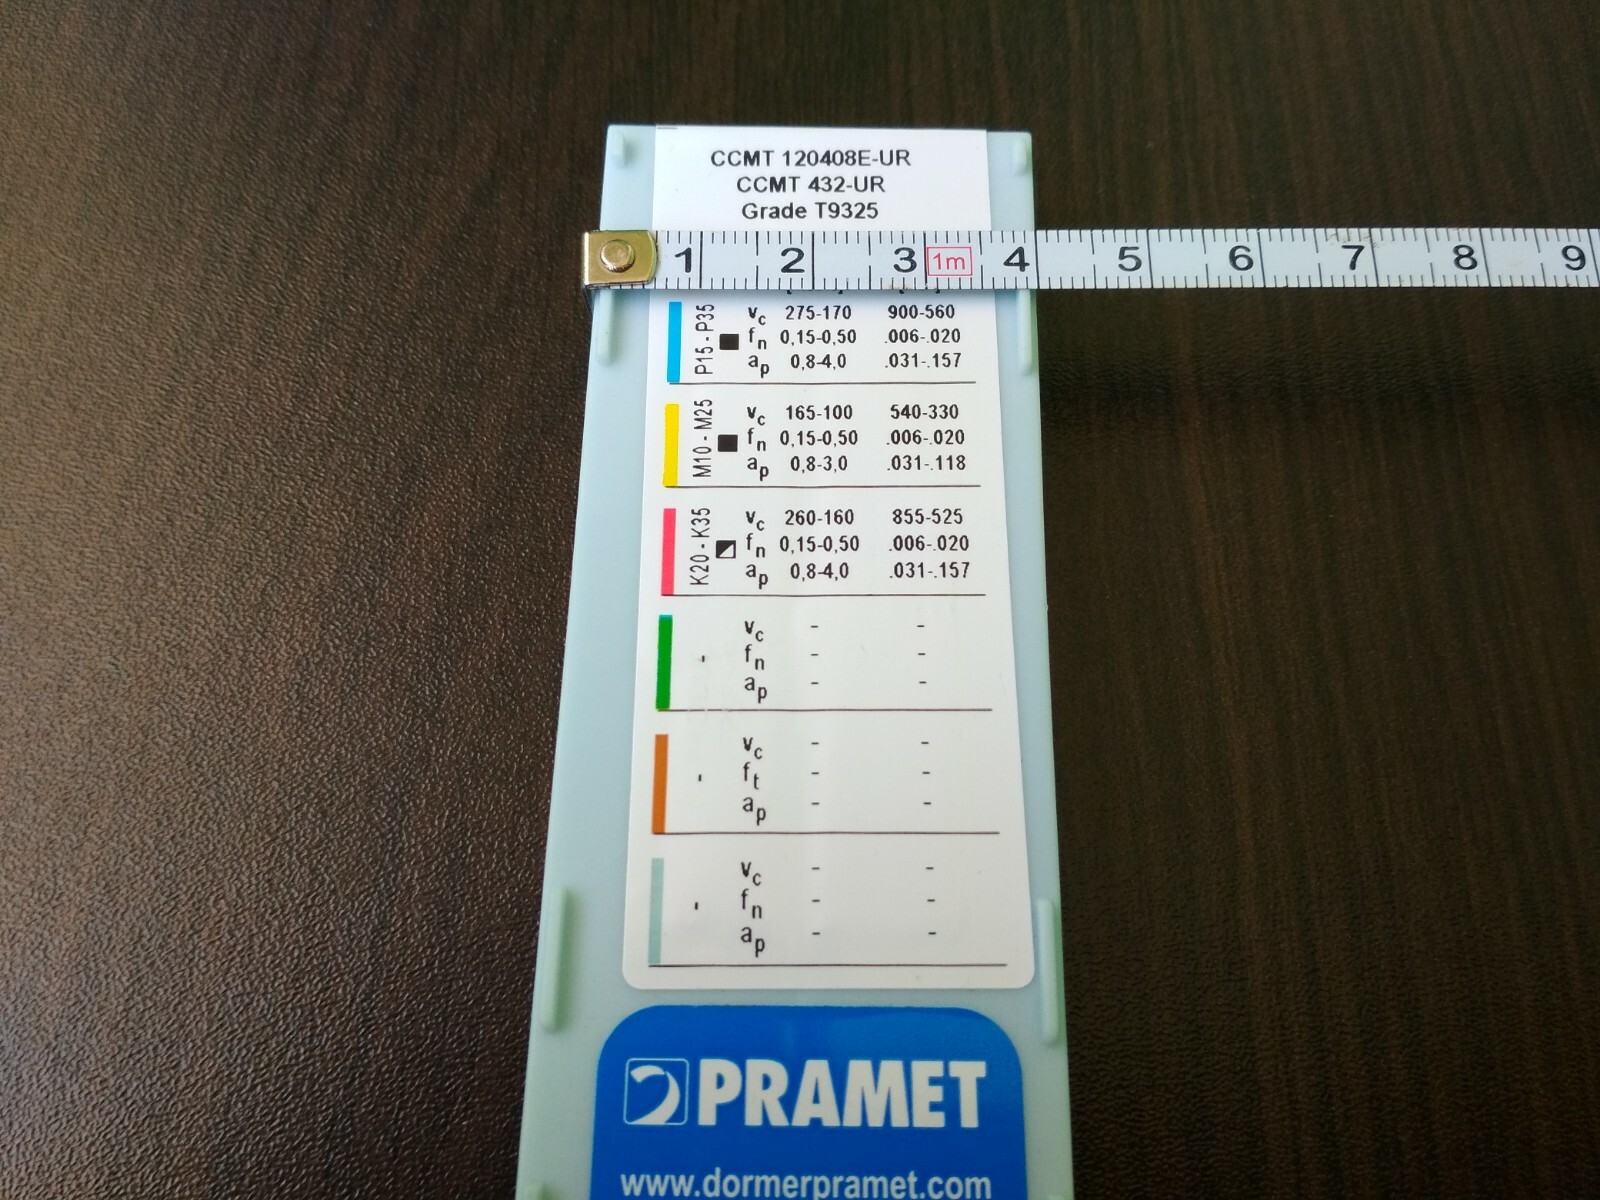 CCMT 120408E-UR
CCMT 432-UR
Grade T9325
1 2 3 1m 4 5 6 7 8 9
P15 - P35
vc 275-170 900-560
fn 0,15-0,50 .006-.020
ap 0,8-4,0 .031-.157
M10 - M25
vc 165-100 540-330
fn 0,15-0,50 .006-.020
ap 0,8-3,0 .031-.118
K20 - K35
vc 260-160 855-525
fn 0,15-0,50 .006-.020
ap 0,8-4,0 .031-.157
vc - -
fn - -
ap - -
vc - -
ft - -
ap - -
vc - -
fn - -
ap - -
PRAMET
www.dormerpramet.com